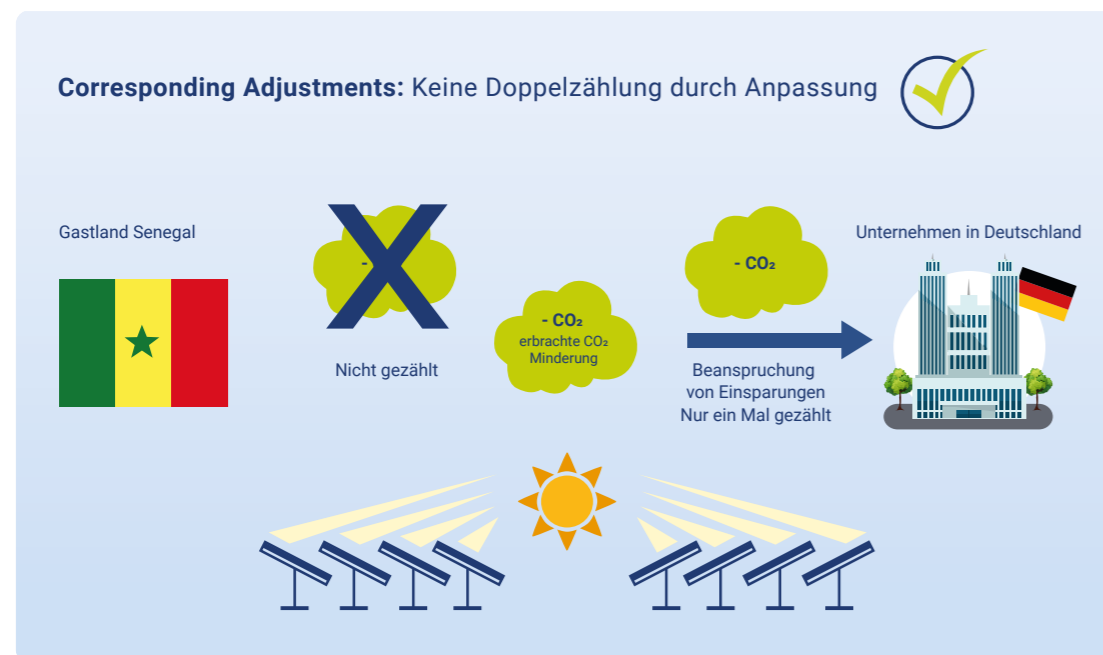 Corresponding Adjustments: Keine Doppelzählung durch Anpassung
Gastland Senegal
-
Nicht gezählt
- CO₂
erbrachte CO₂
Minderung
- CO₂
Beanspruchung
von Einsparungen
Nur ein Mal gezählt
Unternehmen in Deutschland